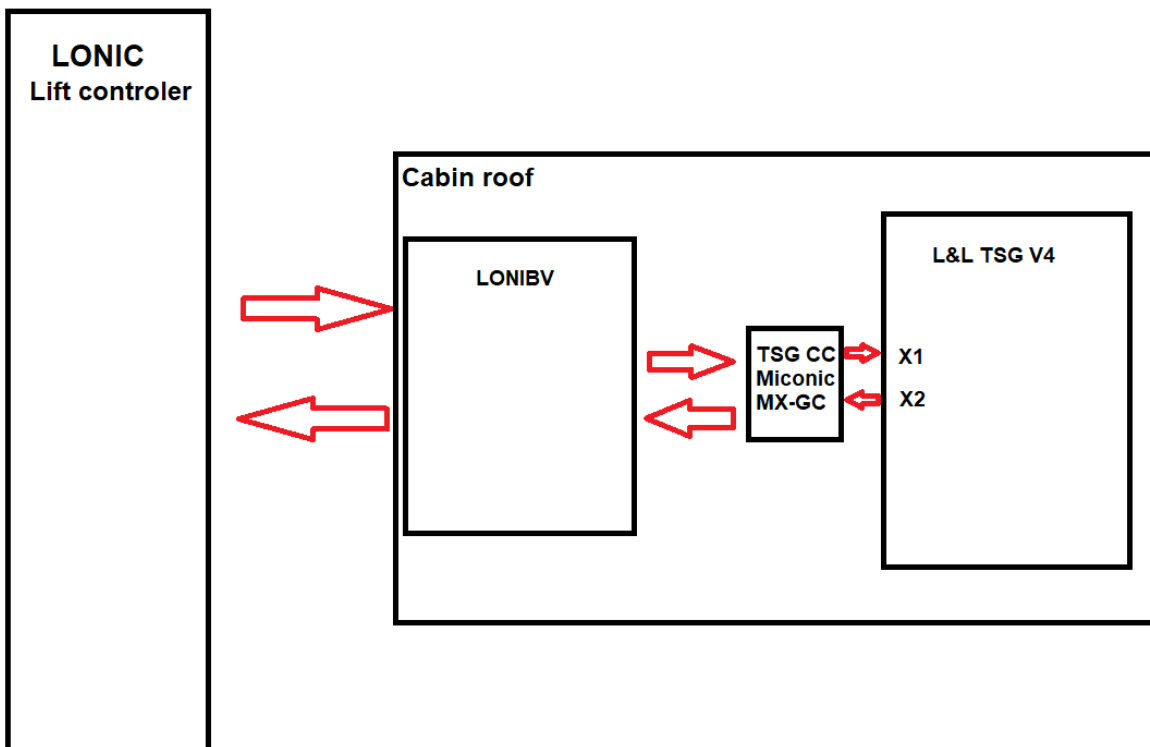 LONIC
Lift controler
Cabin roof
LONIBV
TSG CC
Miconic
MX-GC
L&L TSG V4
X1
X2